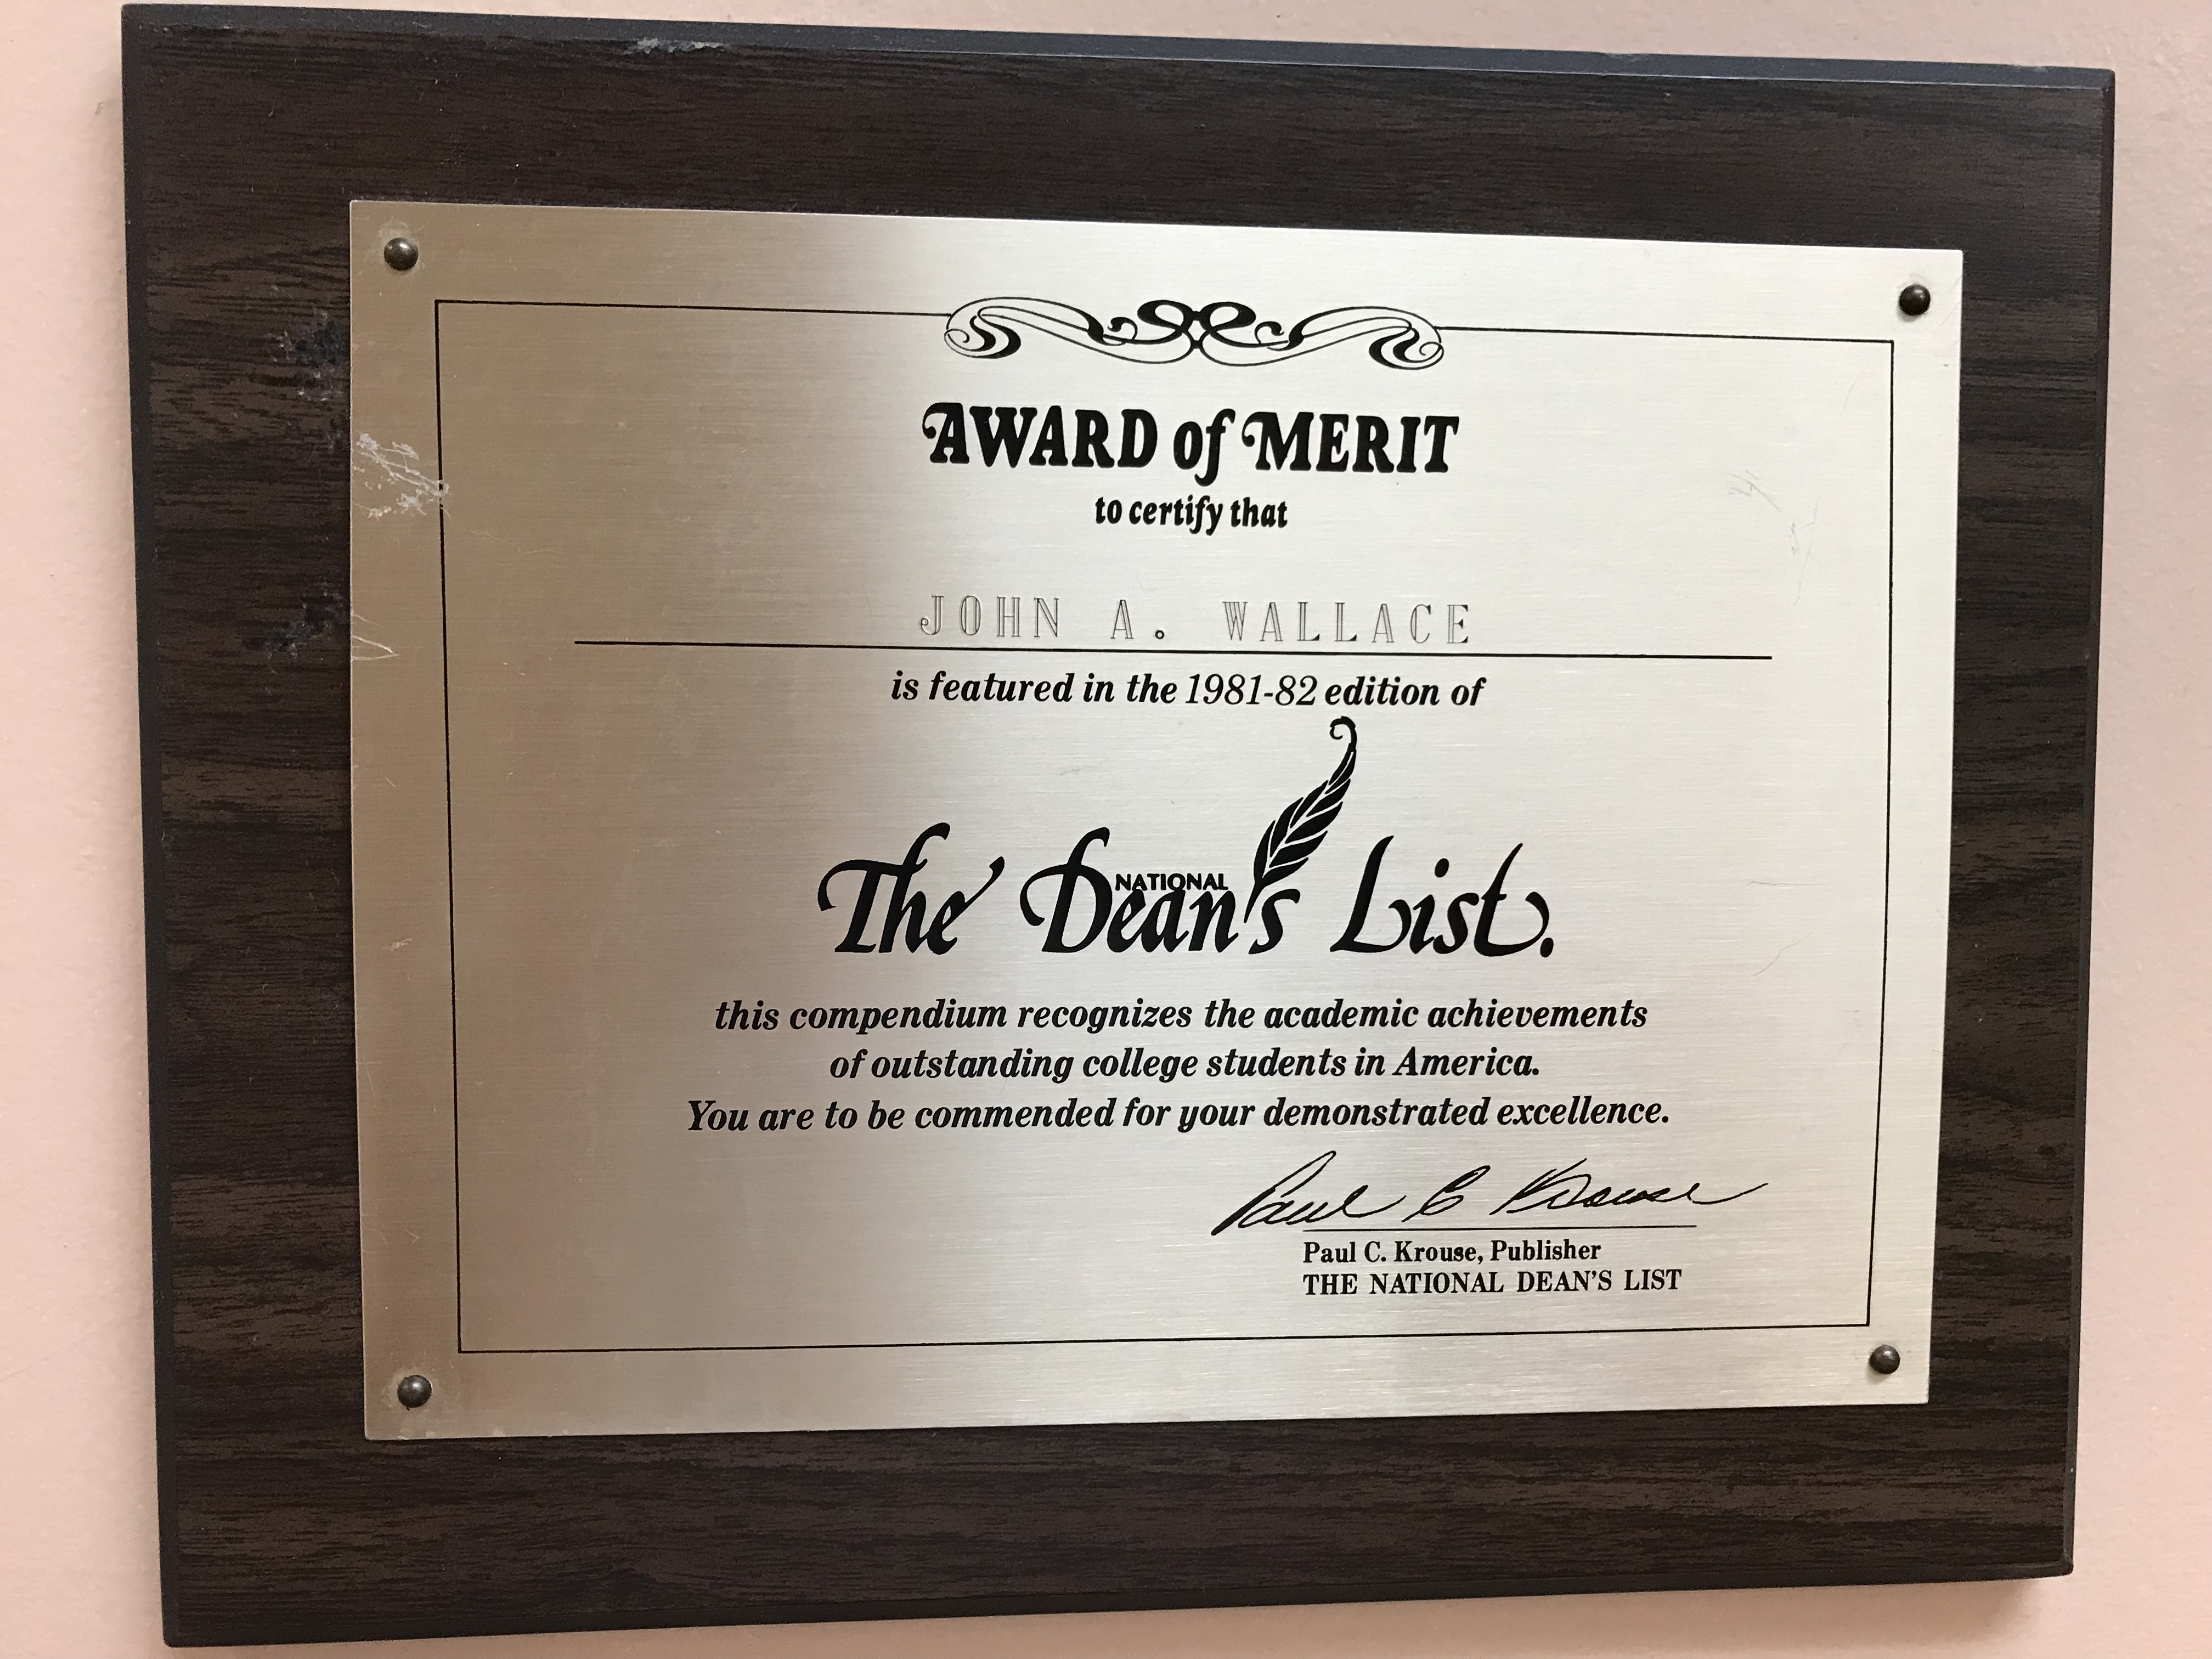 AWARD of MERIT
to certify that
JOHN A. WALLACE
is featured in the 1981-82 edition of
The NATIONAL Dean's List.
this compendium recognizes the academic achievements
of outstanding college students in America.
You are to be commended for your demonstrated excellence.
Paul C Krouse
Paul C. Krouse, Publisher
THE NATIONAL DEAN'S LIST